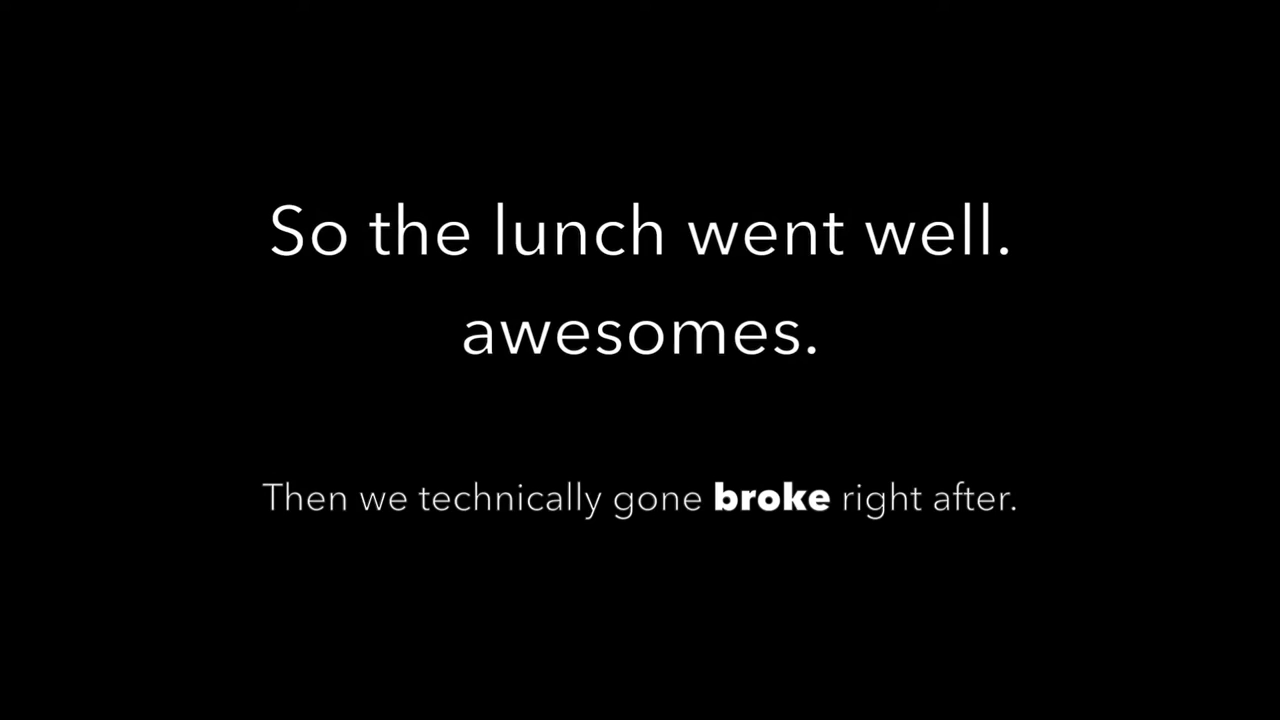 So the lunch went well.
awesomes.
Then we technically gone broke right after.